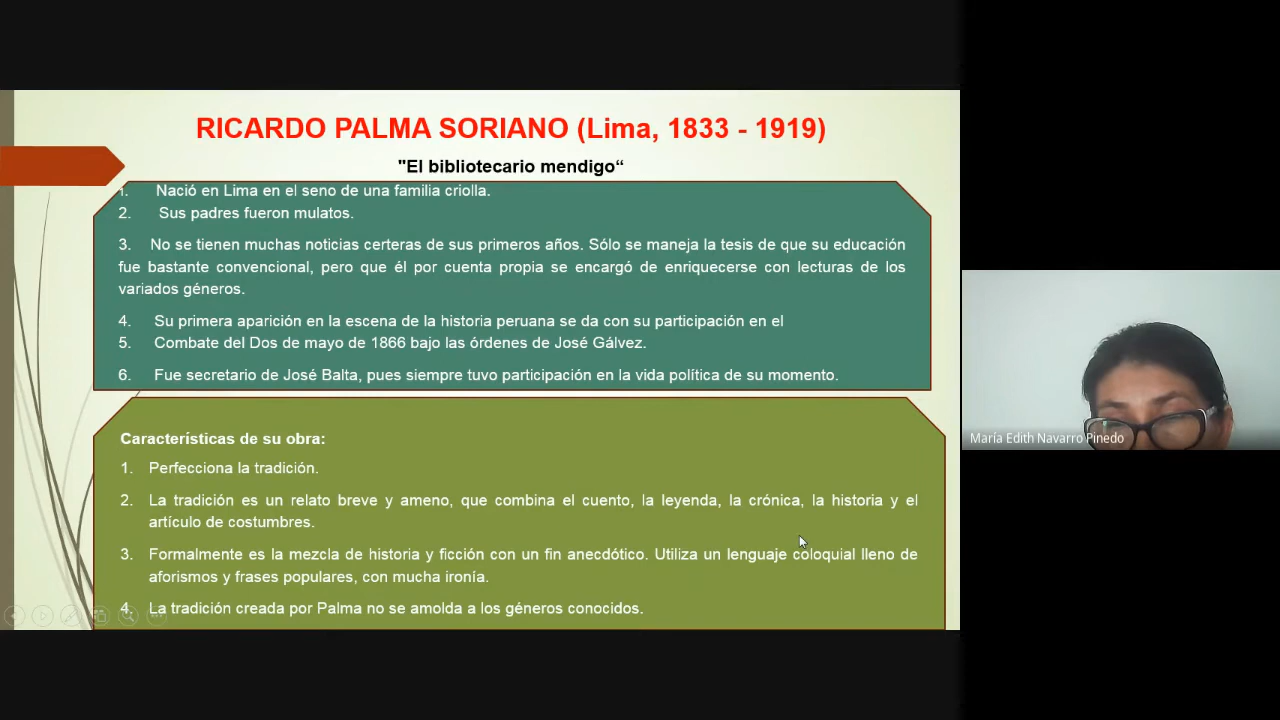 RICARDO PALMA SORIANO (Lima, 1833 - 1919)
"El bibliotecario mendigo“
1. Nació en Lima en el seno de una familia criolla.
2. Sus padres fueron mulatos.
3. No se tienen muchas noticias certeras de sus primeros años. Sólo se maneja la tesis de que su educación
fue bastante convencional, pero que él por cuenta propia se encargó de enriquecerse con lecturas de los
variados géneros.
4. Su primera aparición en la escena de la historia peruana se da con su participación en el
5. Combate del Dos de mayo de 1866 bajo las órdenes de José Gálvez.
6. Fue secretario de José Balta, pues siempre tuvo participación en la vida política de su momento.
Características de su obra:
1. Perfecciona la tradición.
2. La tradición es un relato breve y ameno, que combina el cuento, la leyenda, la crónica, la historia y el
artículo de costumbres.
3. Formalmente es la mezcla de historia y ficción con un fin anecdótico. Utiliza un lenguaje coloquial lleno de
aforismos y frases populares, con mucha ironía.
4. La tradición creada por Palma no se amolda a los géneros conocidos.
María Edith Navarro Pinedo